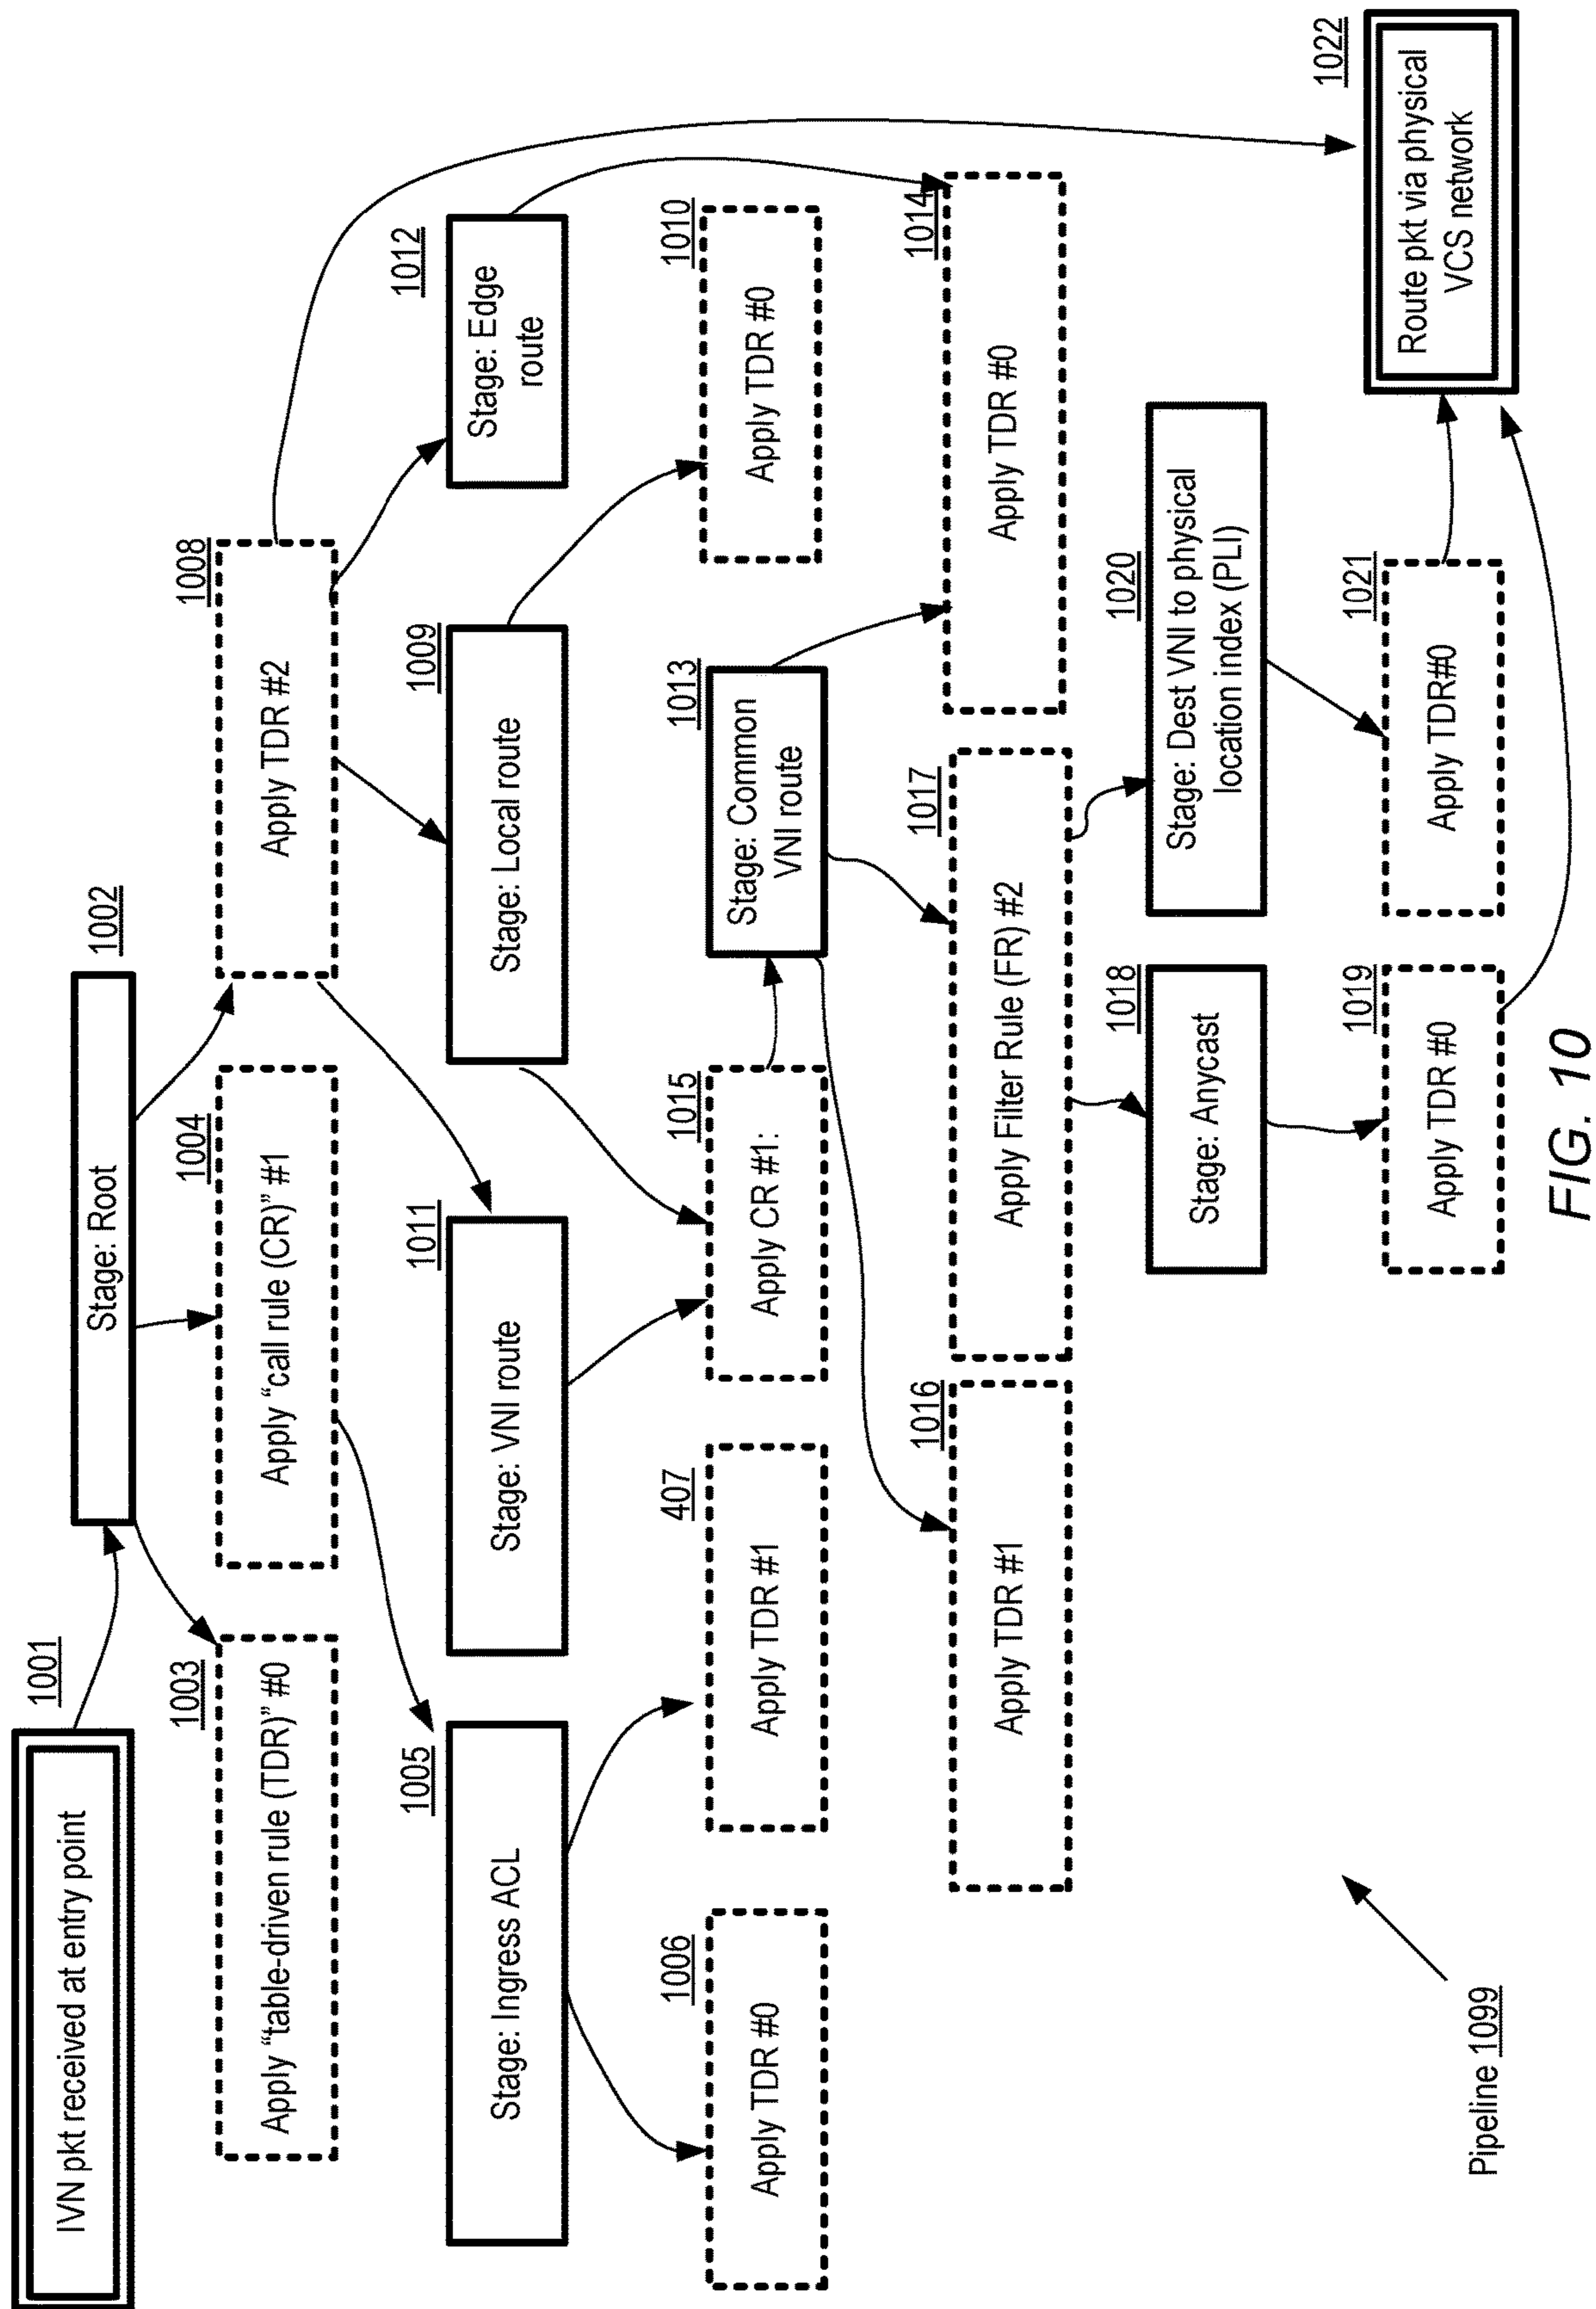 IVN pkt received at entry point
1001
Stage: Root
1002
Apply "table-driven rule (TDR)" #0
1003
Apply “call rule (CR)” #1
1004
Apply TDR #2
1008
Stage: Ingress ACL
1005
Stage: VNI route
1011
Stage: Local route
1009
Stage: Edge
route
1012
Apply TDR #0
1006
Apply TDR #1
407
Apply CR #1:
1015
Stage: Common
VNI route
1013
Apply TDR #0
1010
Apply TDR #1
1016
Apply Filter Rule (FR) #2
1017
Apply TDR #0
1014
Stage: Anycast
1018
Stage: Dest VNI to physical
location index (PLI)
1020
Apply TDR #0
1019
Apply TDR#0
1021
Route pkt via physical
VCS network
1022
Pipeline 1099
FIG. 10